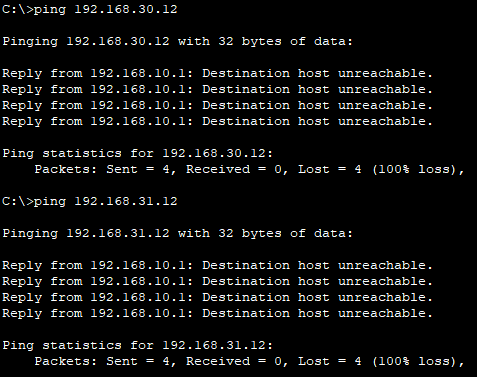 C:\>ping 192.168.30.12
Pinging 192.168.30.12 with 32 bytes of data:
Reply from 192.168.10.1: Destination host unreachable.
Reply from 192.168.10.1: Destination host unreachable.
Reply from 192.168.10.1: Destination host unreachable.
Reply from 192.168.10.1: Destination host unreachable.
Ping statistics for 192.168.30.12:
    Packets: Sent = 4, Received = 0, Lost = 4 (100% loss),
C:\>ping 192.168.31.12
Pinging 192.168.31.12 with 32 bytes of data:
Reply from 192.168.10.1: Destination host unreachable.
Reply from 192.168.10.1: Destination host unreachable.
Reply from 192.168.10.1: Destination host unreachable.
Reply from 192.168.10.1: Destination host unreachable.
Ping statistics for 192.168.31.12:
    Packets: Sent = 4, Received = 0, Lost = 4 (100% loss),